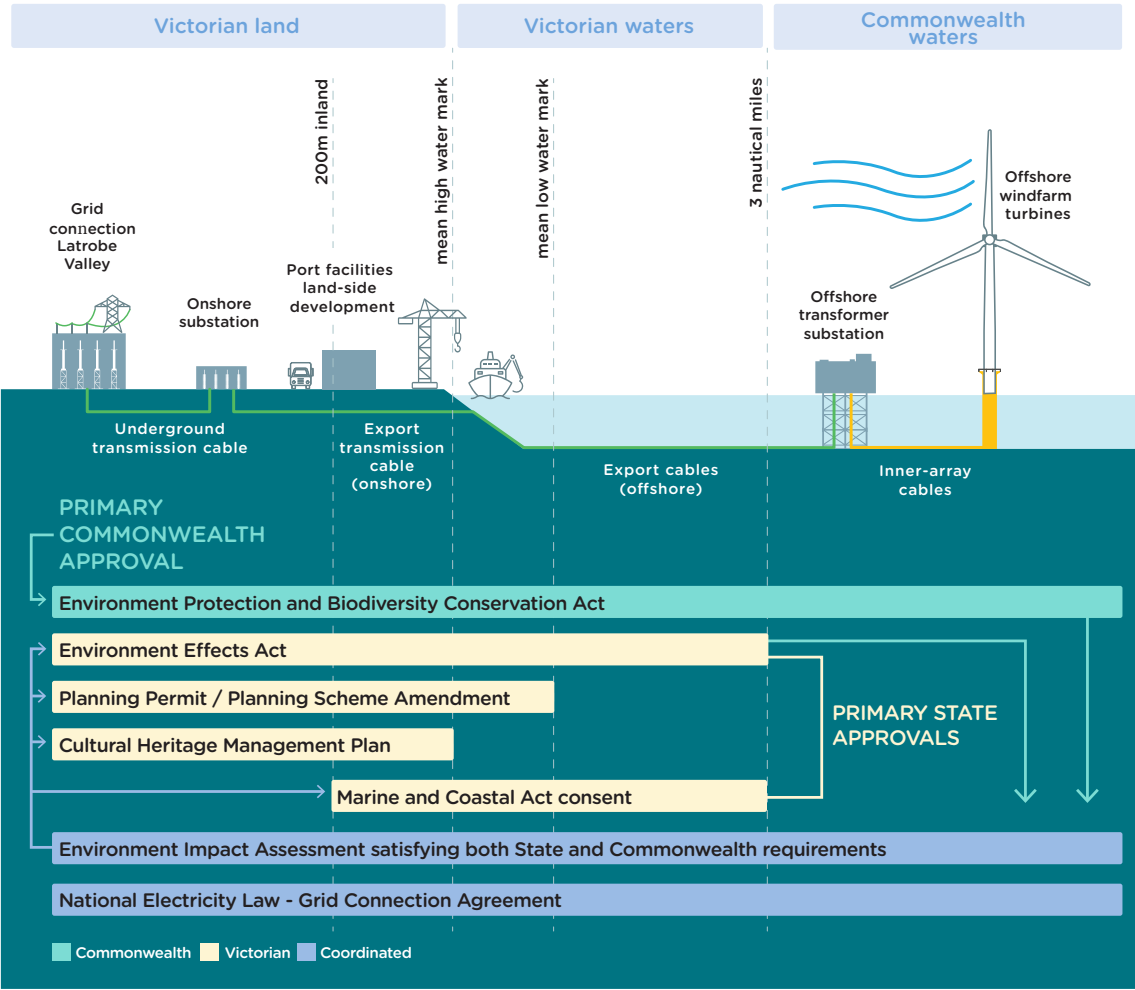 Victorian land
Victorian waters
Commonwealth
waters
200m inland
mean high water mark
mean low water mark
3 nautical miles
Offshore
windfarm
turbines
Grid
connection
Latrobe
Valley
Onshore
substation
Port facilities
land-side
development
Offshore
transformer
substation
Underground
transmission cable
Export
transmission
cable
(onshore)
Export cables
(offshore)
Inner-array
cables
PRIMARY
COMMONWEALTH
APPROVAL
Environment Protection and Biodiversity Conservation Act
Environment Effects Act
Planning Permit / Planning Scheme Amendment
Cultural Heritage Management Plan
PRIMARY STATE
APPROVALS
Marine and Coastal Act consent
Environment Impact Assessment satisfying both State and Commonwealth requirements
National Electricity Law - Grid Connection Agreement
Commonwealth
Victorian
Coordinated